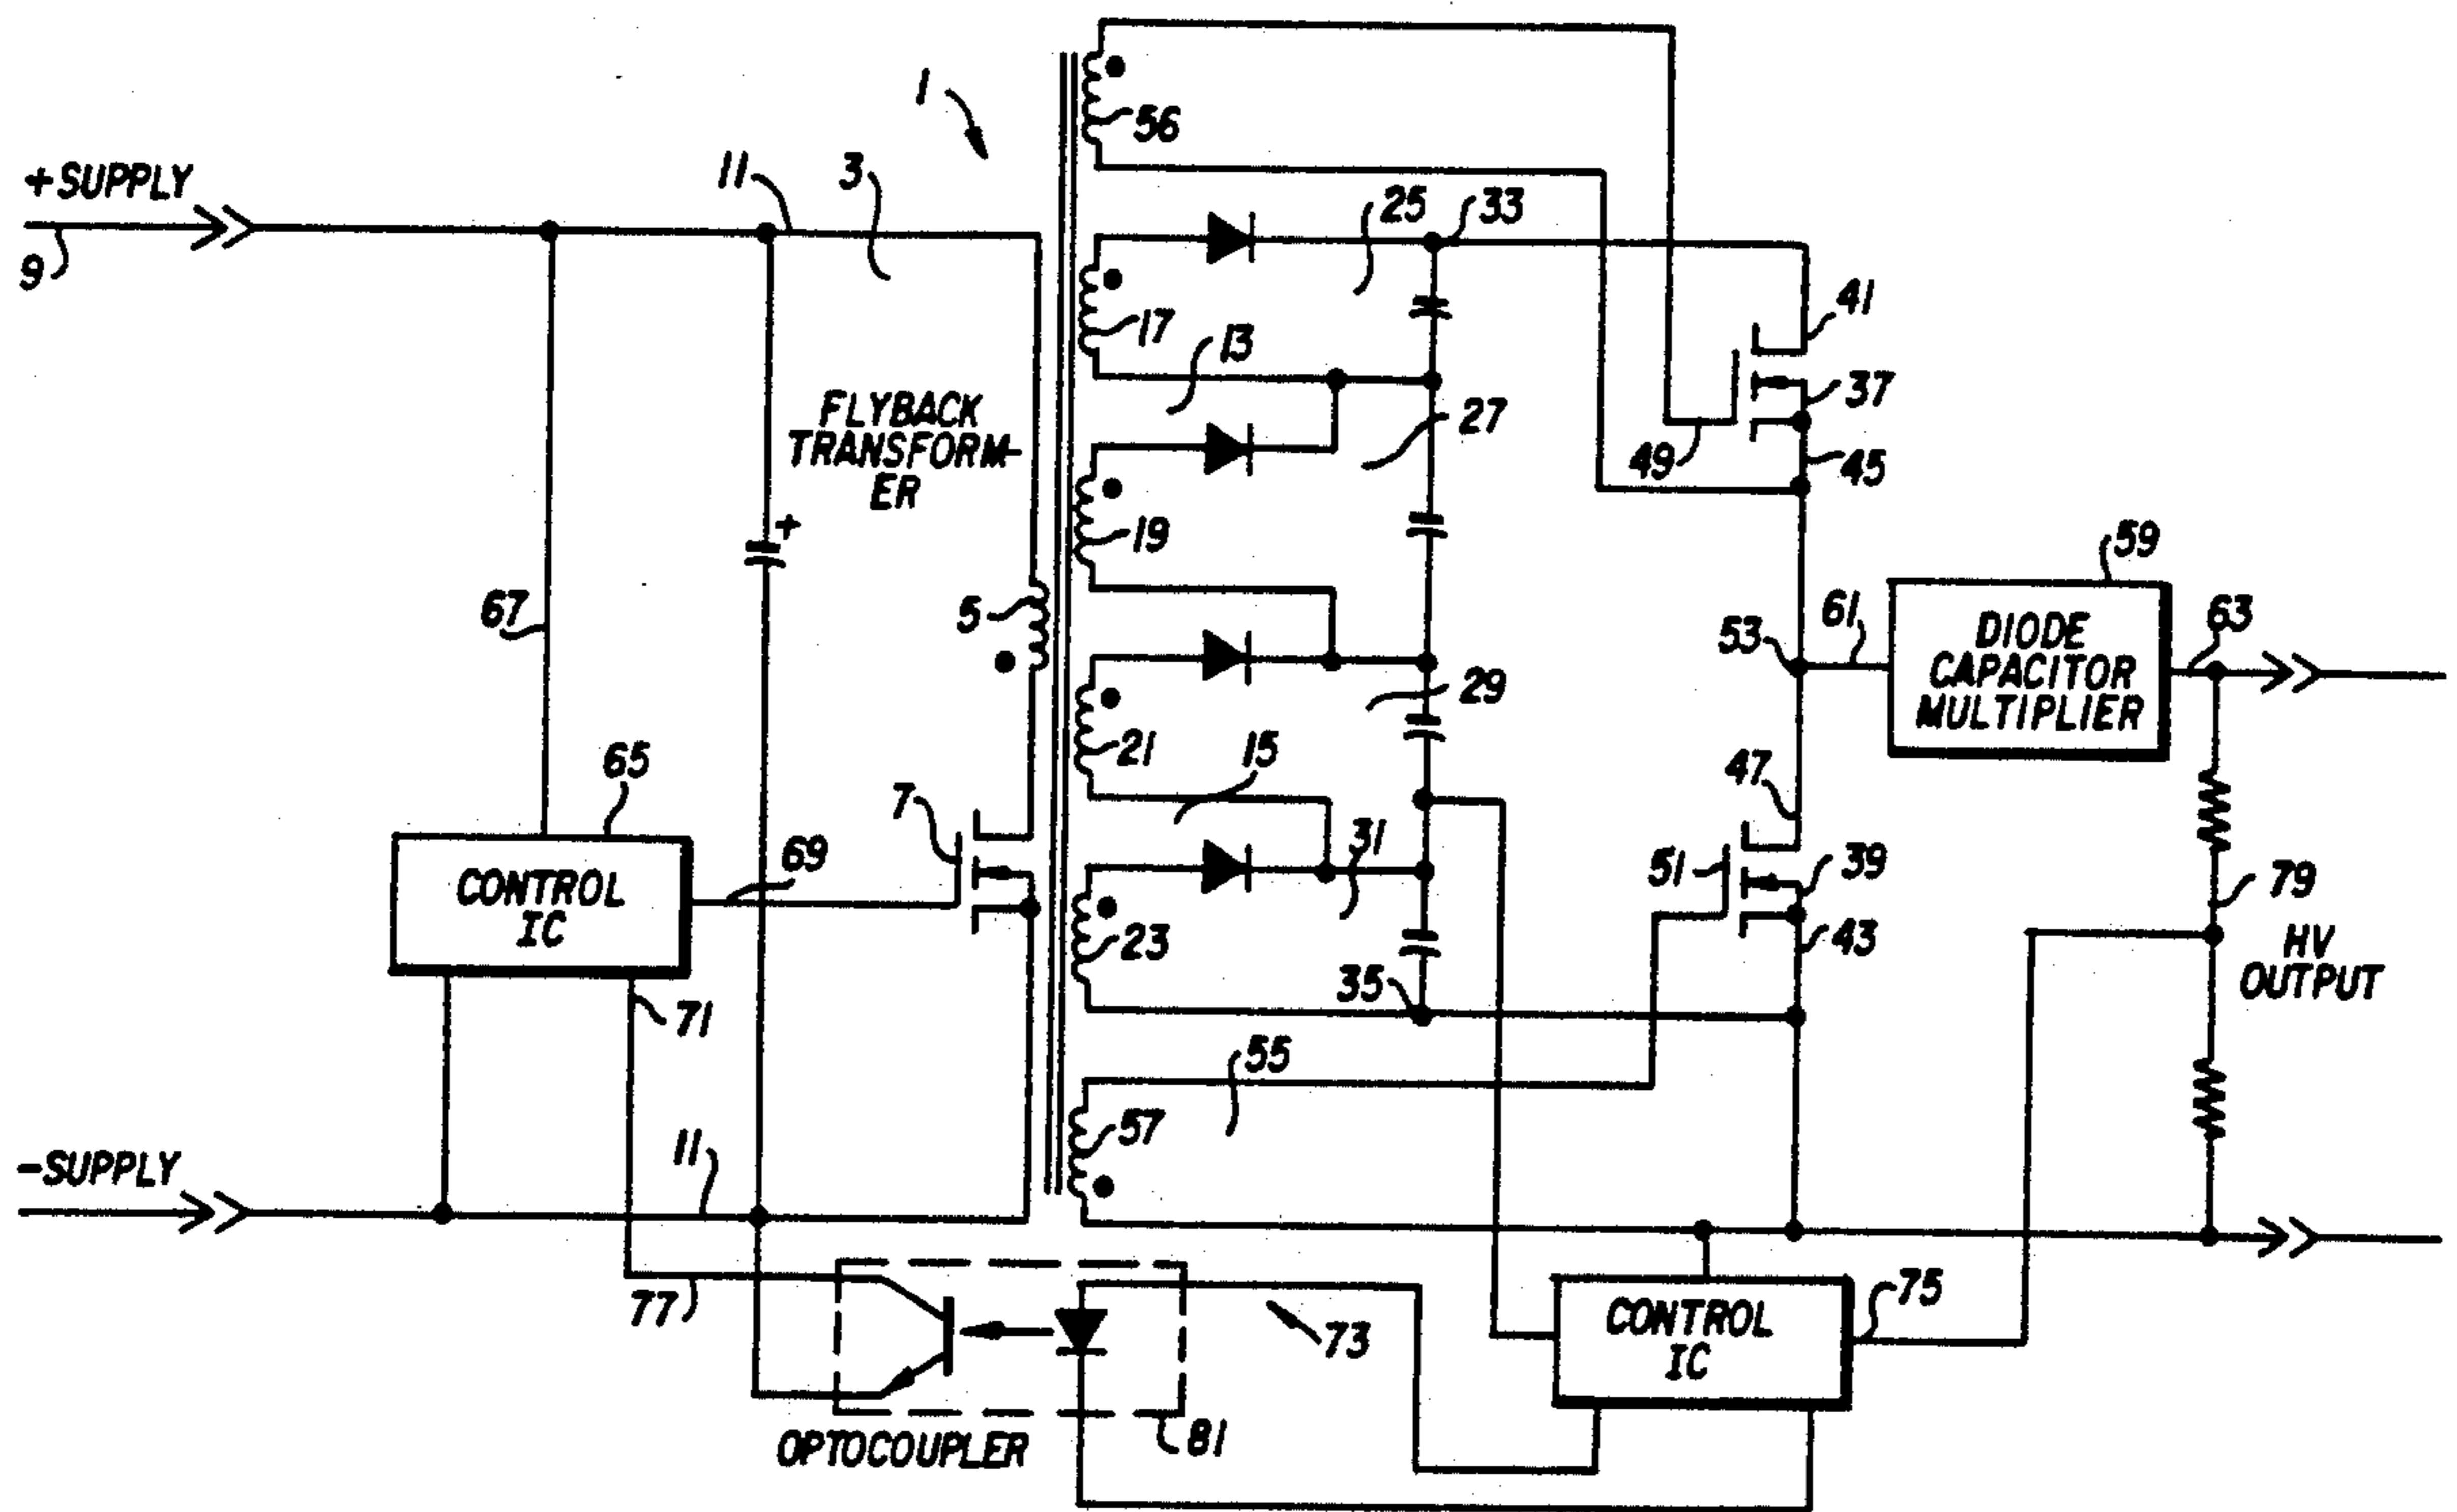 1
56
+SUPPLY
11
3
25
33
9
41
17
13
FLYBACK
TRANSFORM-
ER
37
27
49
45
+
19
59
67
5
61
53
DIODE
CAPACITOR
MULTIPLIER
63
29
65
21
15
47
7
69
31
51
39
79
CONTROL
IC
23
43
HV
OUTPUT
35
71
55
57
-SUPPLY
11
77
73
CONTROL
IC
75
OPTOCOUPLER
81